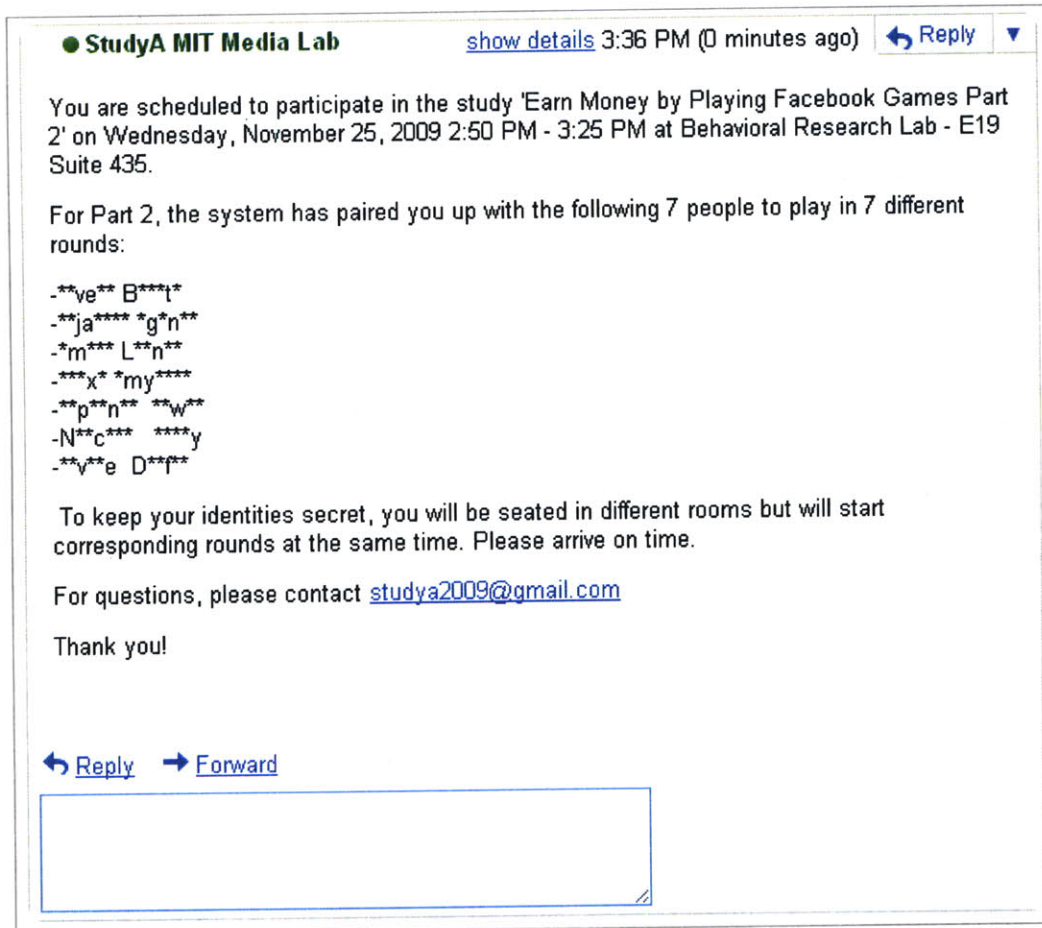 StudyA MIT Media Lab show details 3:36 PM (0 minutes ago) Reply
You are scheduled to participate in the study 'Earn Money by Playing Facebook Games Part
2' on Wednesday, November 25, 2009 2:50 PM - 3:25 PM at Behavioral Research Lab - E19
Suite 435.
For Part 2, the system has paired you up with the following 7 people to play in 7 different
rounds:
-**ve** B***t*
-**ja**** *g*n**
-*m*** L**n**
-***x* *my****
-**p**n** **w**
-N**c*** ****y
-**v**e D**f**
To keep your identities secret, you will be seated in different rooms but will start
corresponding rounds at the same time. Please arrive on time.
For questions, please contact studya2009@gmail.com
Thank you!
Reply Forward